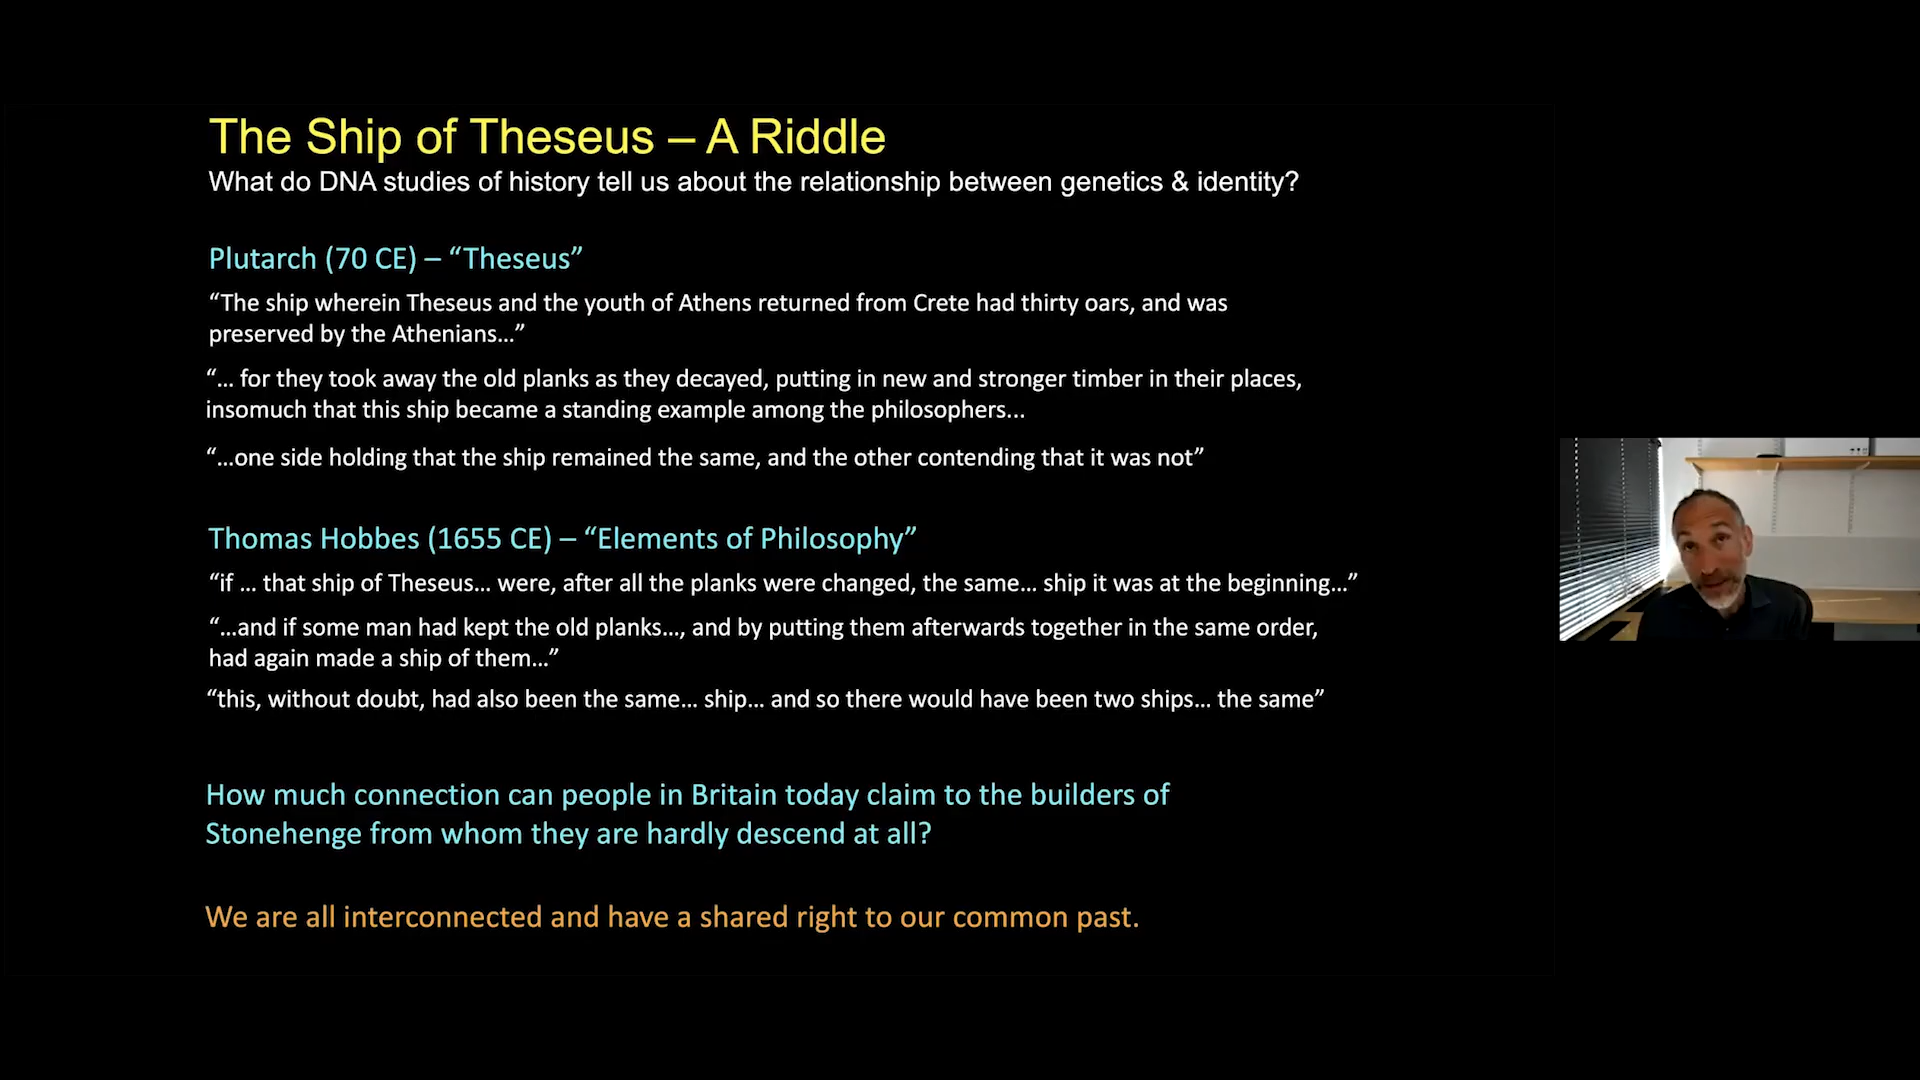 The Ship of Theseus – A Riddle
What do DNA studies of history tell us about the relationship between genetics & identity?
Plutarch (70 CE) – “Theseus”
“The ship wherein Theseus and the youth of Athens returned from Crete had thirty oars, and was
preserved by the Athenians...”
“... for they took away the old planks as they decayed, putting in new and stronger timber in their places,
insomuch that this ship became a standing example among the philosophers...
“...one side holding that the ship remained the same, and the other contending that it was not”
Thomas Hobbes (1655 CE) – “Elements of Philosophy”
“if ... that ship of Theseus... were, after all the planks were changed, the same... ship it was at the beginning...”
“...and if some man had kept the old planks..., and by putting them afterwards together in the same order,
had again made a ship of them...”
“this, without doubt, had also been the same... ship... and so there would have been two ships... the same”
How much connection can people in Britain today claim to the builders of
Stonehenge from whom they are hardly descend at all?
We are all interconnected and have a shared right to our common past.